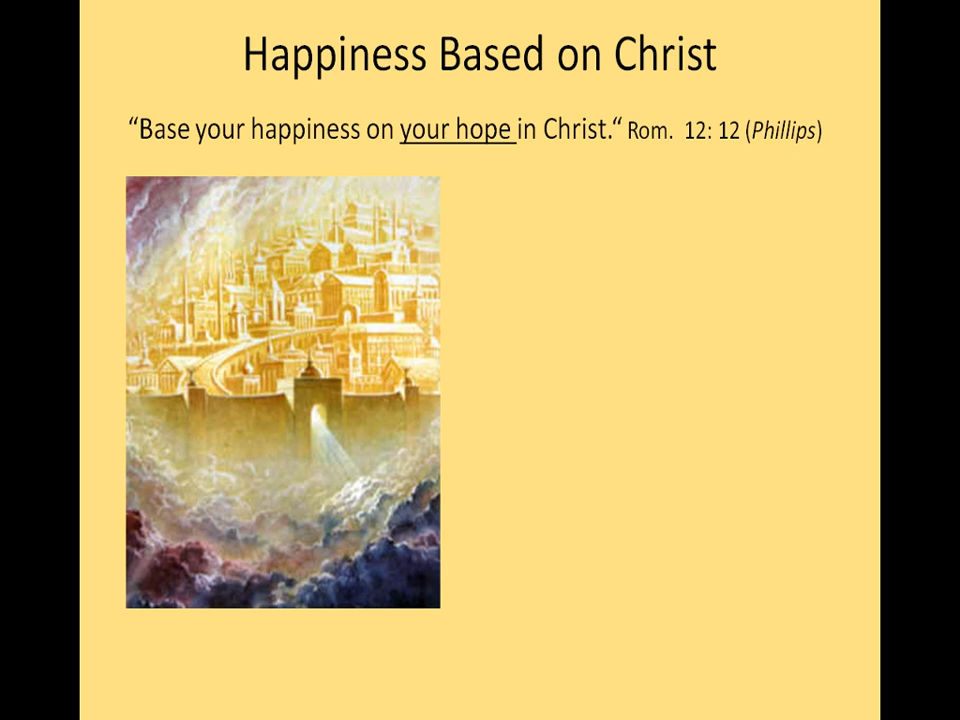 Happiness Based on Christ
“Base your happiness on your hope in Christ.“ Rom. 12: 12 (Phillips)